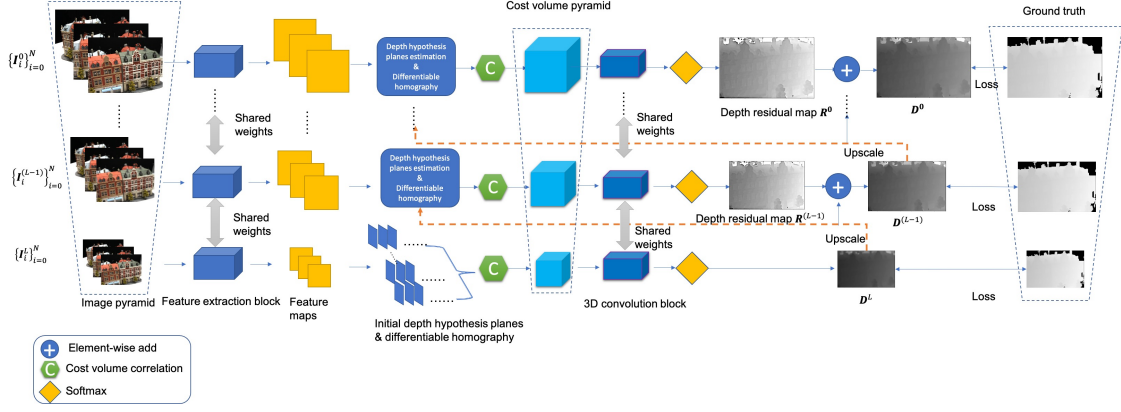 Cost volume pyramid
Ground truth
{I_i^0}_{i=0}^N
Depth hypothesis
planes estimation
&
Differentiable
homography
C
+
Loss
Depth residual map R^0
D^0
Shared
weights
Shared
weights
Upscale
{I_i^{(L-1)}}_{i=0}^N
Depth hypothesis
planes estimation
&
Differentiable
homography
C
+
Loss
Depth residual map R^{(L-1)}
D^{(L-1)}
Shared
weights
Shared
weights
Upscale
{I_i^L}_{i=0}^N
C
Loss
D^L
Image pyramid
Feature extraction block
Feature
maps
3D convolution block
Initial depth hypothesis planes
& differentiable homography
+ Element-wise add
C Cost volume correlation
Softmax